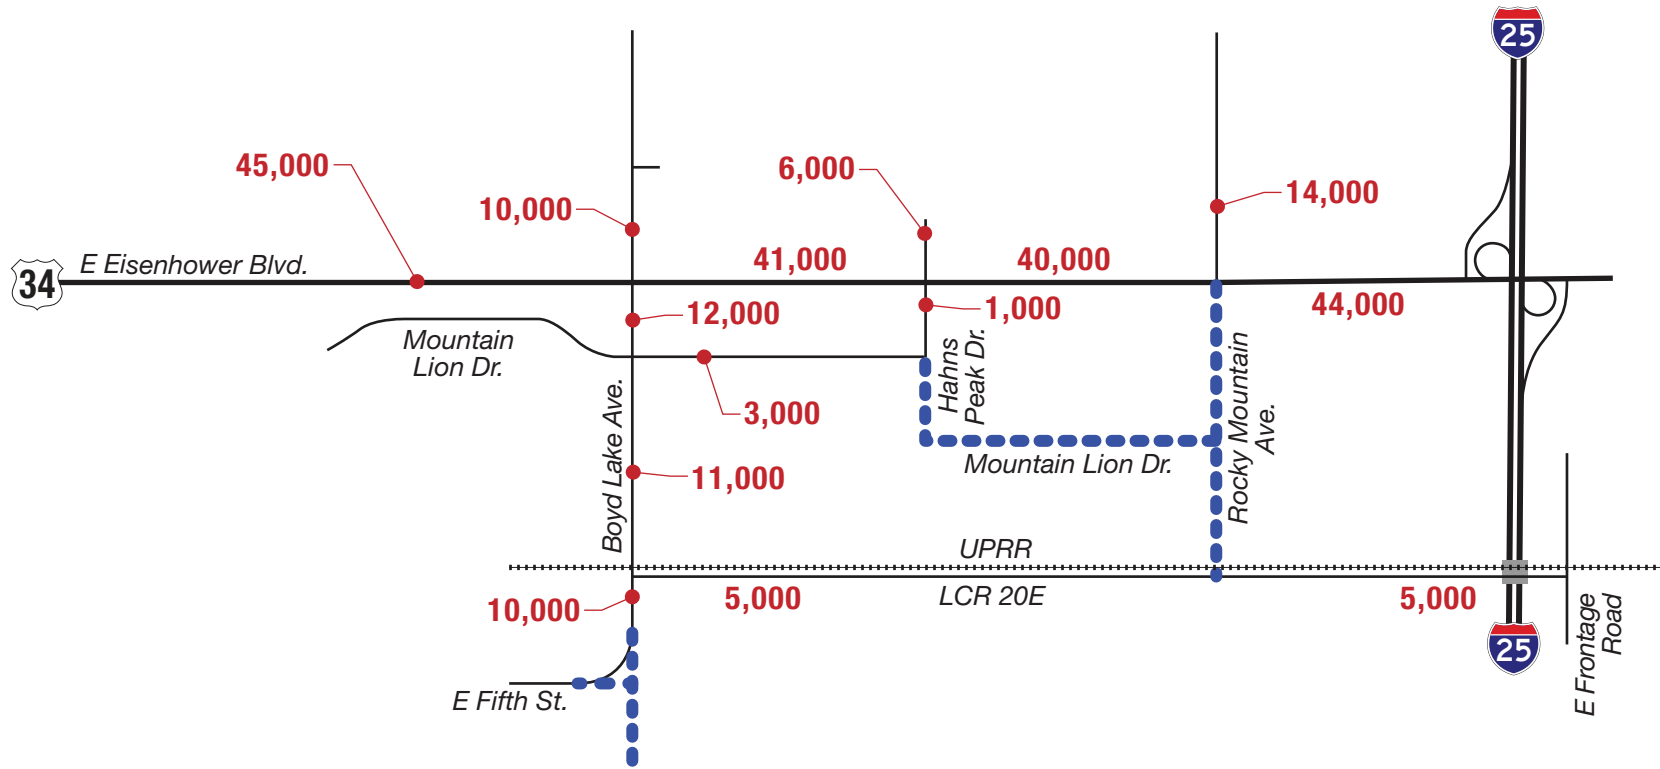 25
45,000
6,000
14,000
10,000
E Eisenhower Blvd.
41,000
40,000
34
44,000
12,000
1,000
Mountain
Lion Dr.
Hahns
Peak Dr.
Rocky Mountain
Ave.
3,000
Boyd Lake Ave.
Mountain Lion Dr.
11,000
UPRR
LCR 20E
10,000
5,000
5,000
E Frontage
Road
25
E Fifth St.